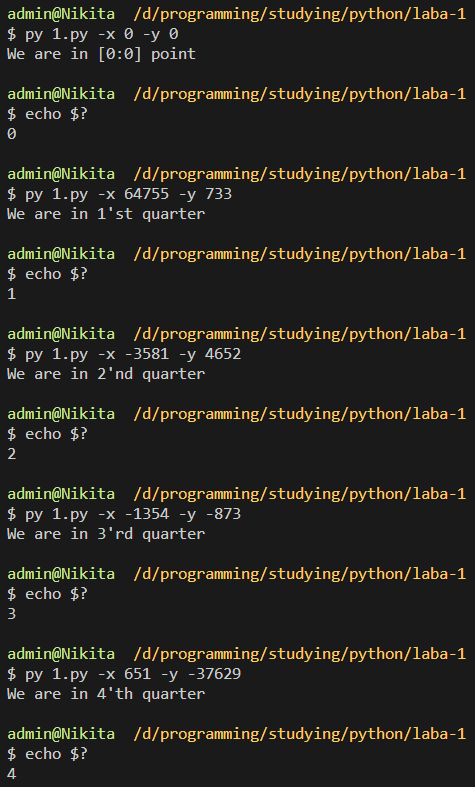 admin@Nikita  /d/programming/studying/python/laba-1
$ py 1.py -x 0 -y 0
We are in [0:0] point
admin@Nikita  /d/programming/studying/python/laba-1
$ echo $?
0
admin@Nikita  /d/programming/studying/python/laba-1
$ py 1.py -x 64755 -y 733
We are in 1'st quarter
admin@Nikita  /d/programming/studying/python/laba-1
$ echo $?
1
admin@Nikita  /d/programming/studying/python/laba-1
$ py 1.py -x -3581 -y 4652
We are in 2'nd quarter
admin@Nikita  /d/programming/studying/python/laba-1
$ echo $?
2
admin@Nikita  /d/programming/studying/python/laba-1
$ py 1.py -x -1354 -y -873
We are in 3'rd quarter
admin@Nikita  /d/programming/studying/python/laba-1
$ echo $?
3
admin@Nikita  /d/programming/studying/python/laba-1
$ py 1.py -x 651 -y -37629
We are in 4'th quarter
admin@Nikita  /d/programming/studying/python/laba-1
$ echo $?
4